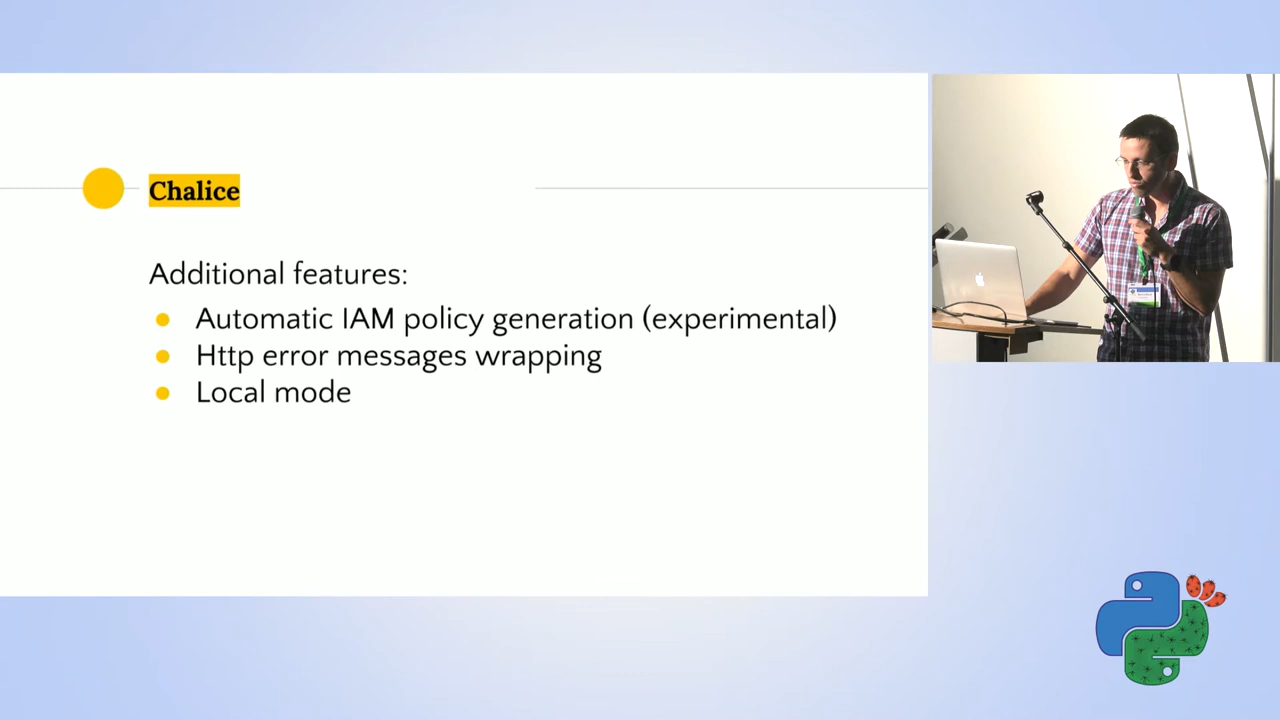 Chalice
Additional features:
Automatic IAM policy generation (experimental)
Http error messages wrapping
Local mode